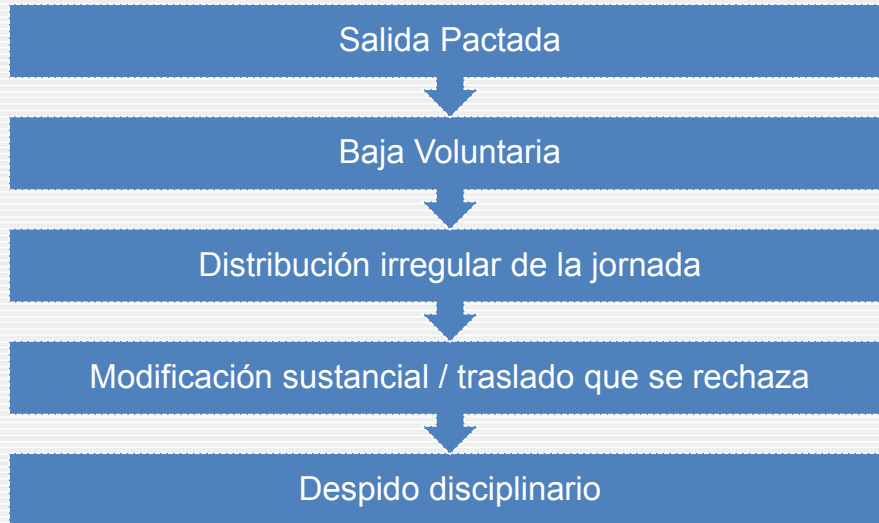 Salida Pactada
Baja Voluntaria
Distribución irregular de la jornada
Modificación sustancial / traslado que se rechaza
Despido disciplinario